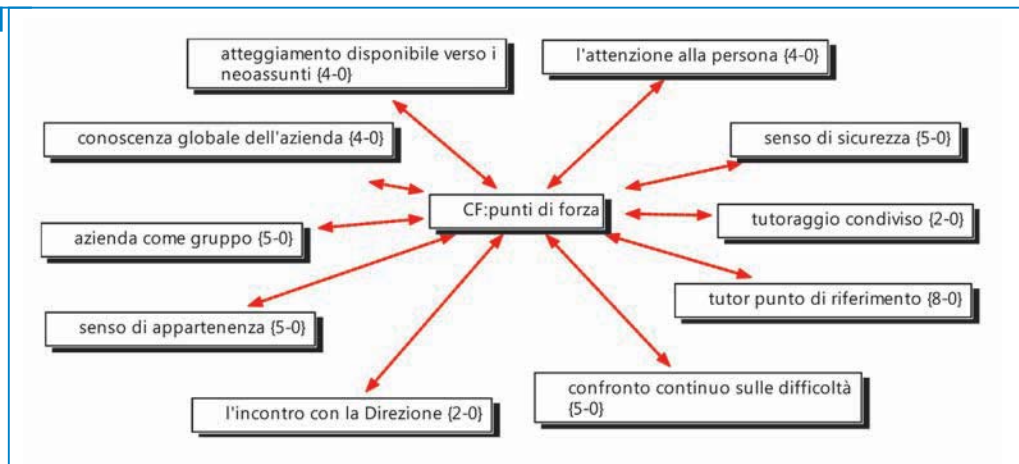 atteggiamento disponibile verso i
neoassunti {4-0}
l'attenzione alla persona {4-0}
conoscenza globale dell'azienda {4-0}
senso di sicurezza {5-0}
CF:punti di forza
tutoraggio condiviso {2-0}
azienda come gruppo {5-0}
tutor punto di riferimento {8-0}
senso di appartenenza {5-0}
confronto continuo sulle difficoltà
{5-0}
l'incontro con la Direzione {2-0}